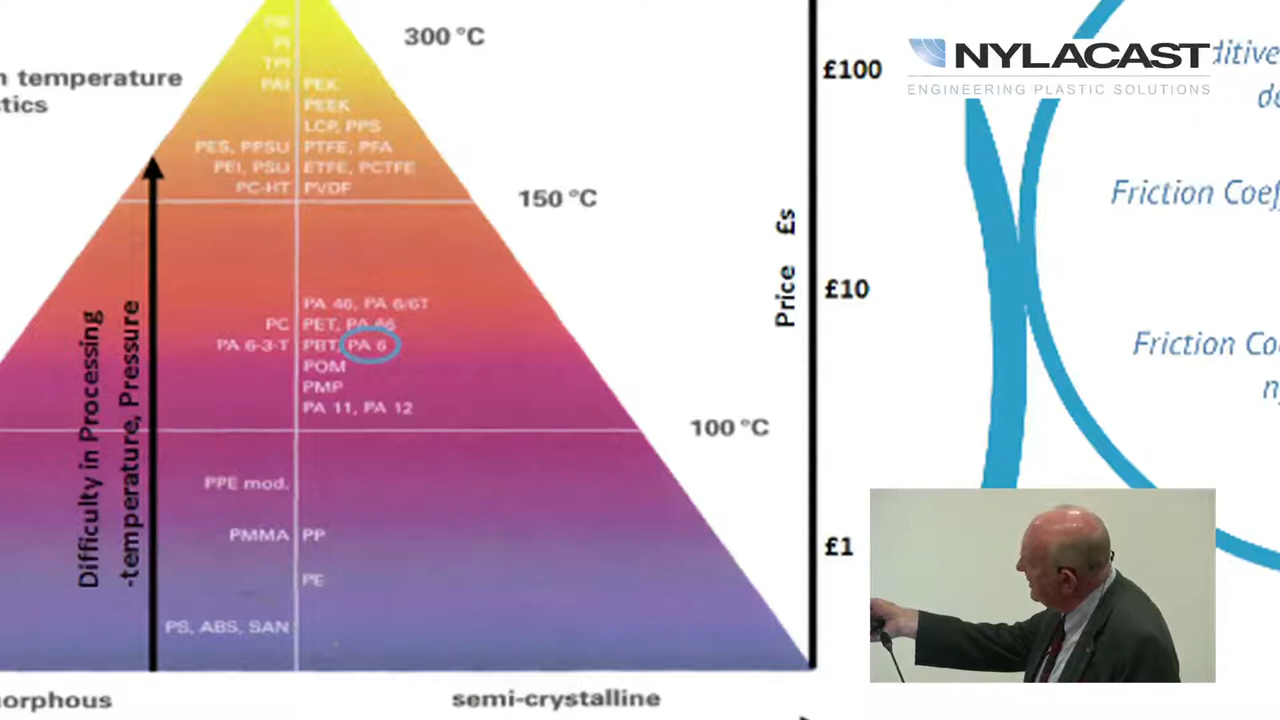 n temperature
tics
300 °C
PI
TPI
PAI PEK
PEEK
LCP, PPS
PES, PPSU PTFE, PFA
PEI, PSU ETFE, PCTFE
PC-HT PVDF
150 °C
PA 46, PA 6/6T
PC PET, PA 66
PA 6-3-T PBT, PA 6
POM
PMP
PA 11, PA 12
100 °C
PPE mod.
PMMA PP
PE
PS, ABS, SAN
Difficulty in Processing
-temperature, Pressure
orphous
semi-crystalline
Price £s
£100
£10
£1
NYLACAST
ENGINEERING PLASTIC SOLUTIONS
ditive
de
Friction Coef
Friction Co
n